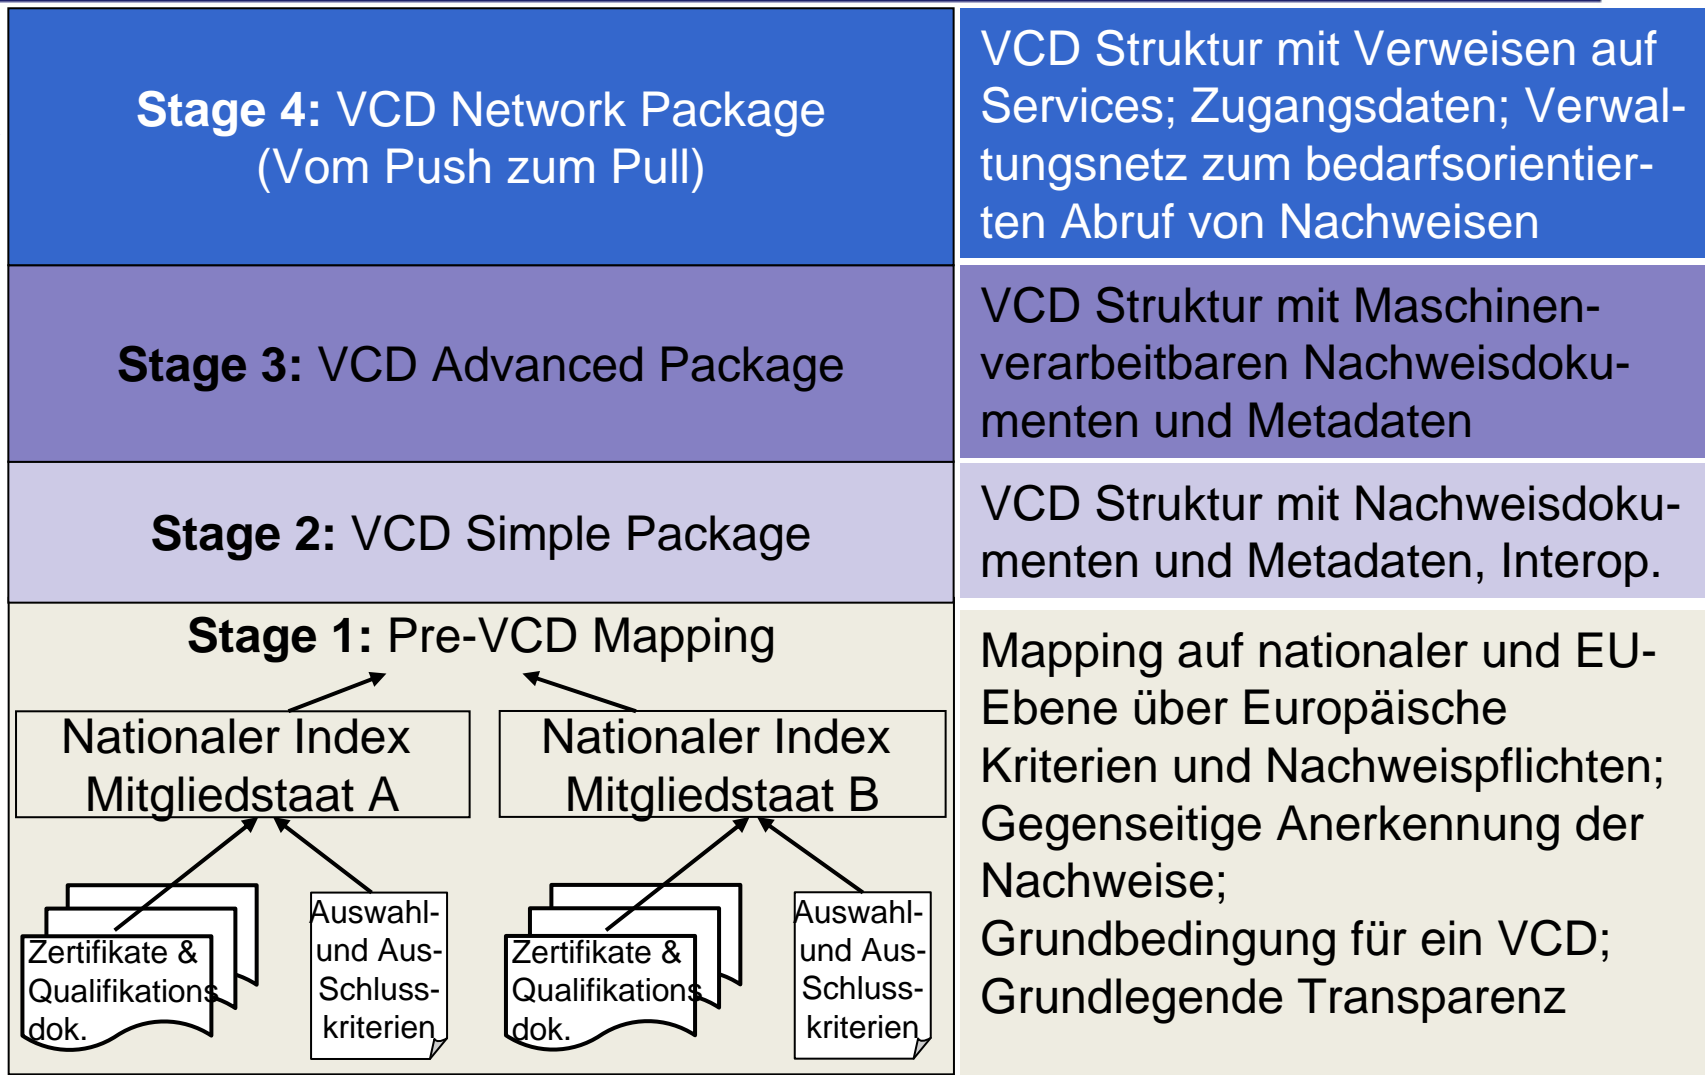 Stage 4: VCD Network Package
(Vom Push zum Pull)
VCD Struktur mit Verweisen auf
Services; Zugangsdaten; Verwal-
tungsnetz zum bedarfsorientier-
ten Abruf von Nachweisen
Stage 3: VCD Advanced Package
VCD Struktur mit Maschinen-
verarbeitbaren Nachweisdoku-
menten und Metadaten
Stage 2: VCD Simple Package
VCD Struktur mit Nachweisdoku-
menten und Metadaten, Interop.
Stage 1: Pre-VCD Mapping
Nationaler Index
Mitgliedstaat A
Nationaler Index
Mitgliedstaat B
Zertifikate &
Qualifikations
dok.
Auswahl-
und Aus-
Schluss-
kriterien
Zertifikate &
Qualifikations
dok.
Auswahl-
und Aus-
Schluss-
kriterien
Mapping auf nationaler und EU-
Ebene über Europäische
Kriterien und Nachweispflichten;
Gegenseitige Anerkennung der
Nachweise;
Grundbedingung für ein VCD;
Grundlegende Transparenz